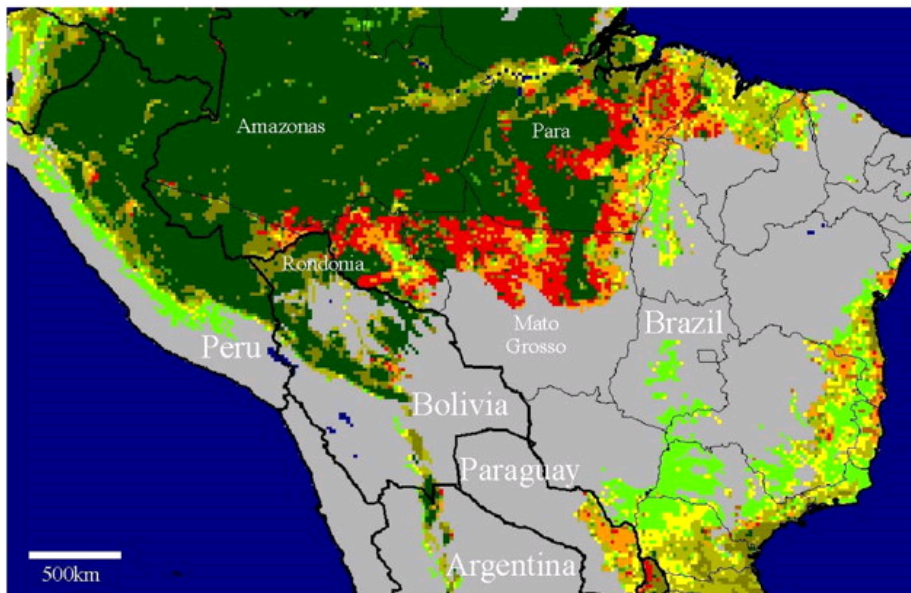 Amazonas
Para
Rondonia
Mato
Grosso
Brazil
Peru
Bolivia
Paraguay
Argentina
500km